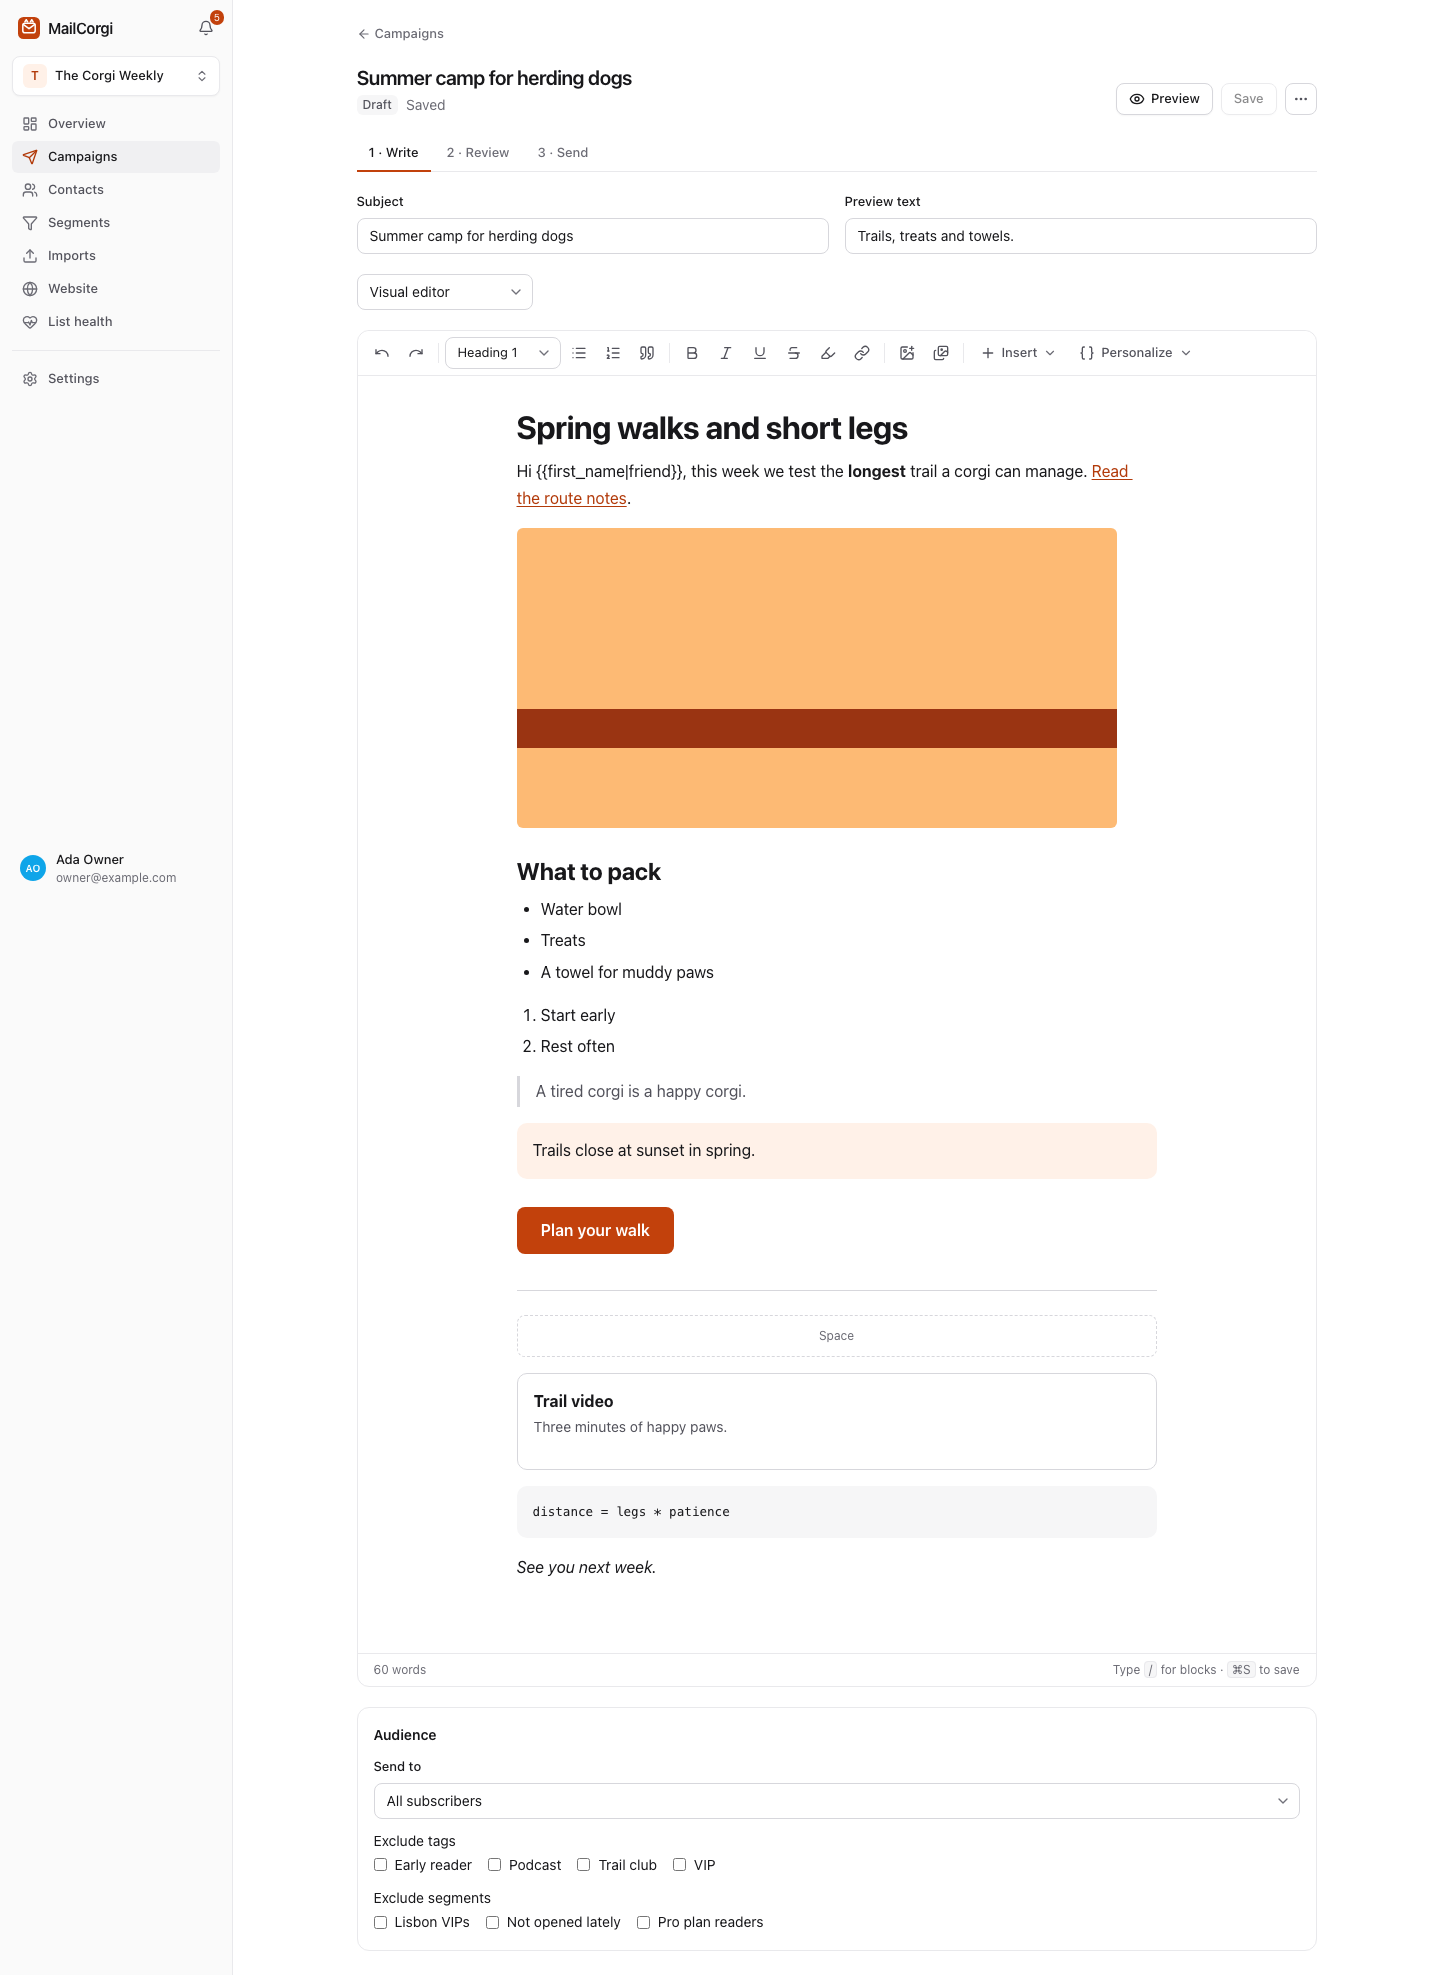 MailCorgi
5
T
The Corgi Weekly
Overview
Campaigns
Contacts
Segments
Imports
Website
List health
Settings
AO
Ada Owner
owner@example.com
Campaigns
Summer camp for herding dogs
Draft
Saved
Preview
Save
1 · Write
2 · Review
3 · Send
Subject
Preview text
Summer camp for herding dogs
Trails, treats and towels.
Visual editor
Heading 1
Insert
Personalize
Spring walks and short legs
Hi {{first_name|friend}}, this week we test the longest trail a corgi can manage. Read
the route notes.
What to pack
• Water bowl
• Treats
• A towel for muddy paws
1. Start early
2. Rest often
A tired corgi is a happy corgi.
Trails close at sunset in spring.
Plan your walk
Space
Trail video
Three minutes of happy paws.
distance = legs * patience
See you next week.
60 words
Type / for blocks · ⌘S to save
Audience
Send to
All subscribers
Exclude tags
Early reader
Podcast
Trail club
VIP
Exclude segments
Lisbon VIPs
Not opened lately
Pro plan readers